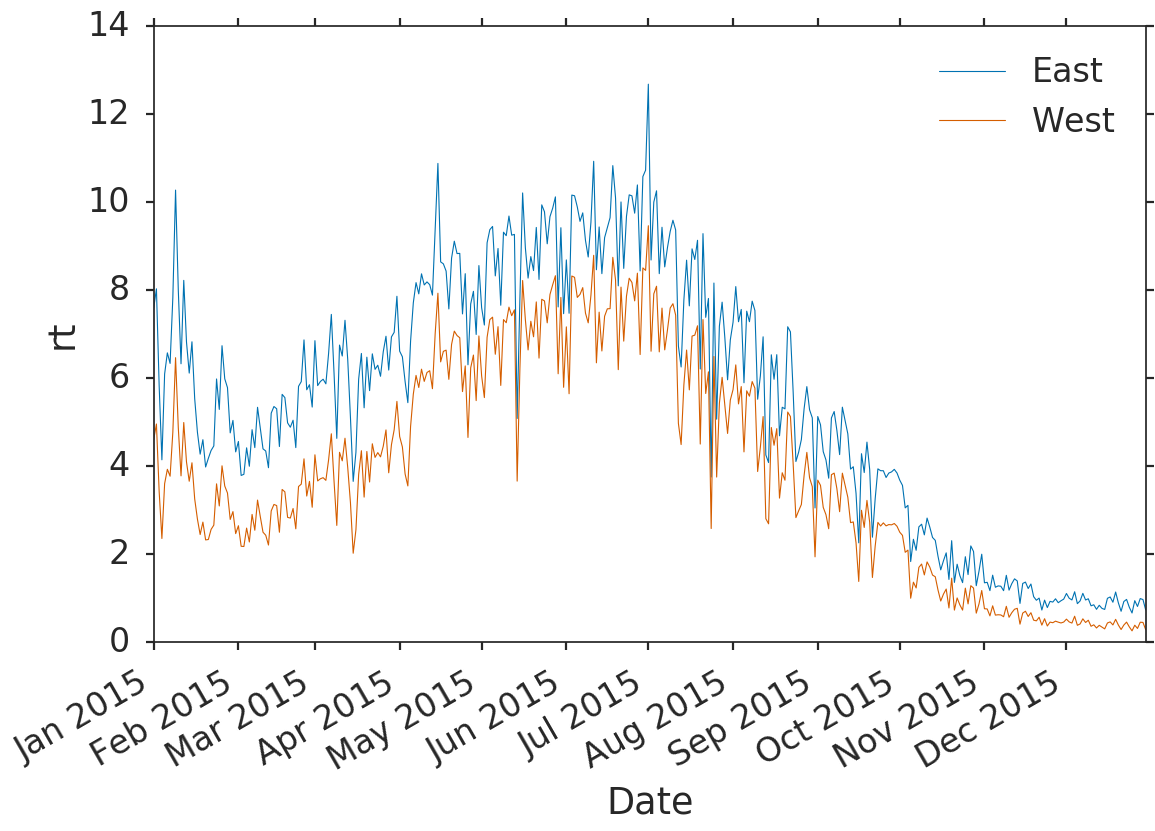 14
12
10
8
6
4
2
0
rt
East
West
Jan 2015
Feb 2015
Mar 2015
Apr 2015
May 2015
Jun 2015
Jul 2015
Aug 2015
Sep 2015
Oct 2015
Nov 2015
Dec 2015
Date